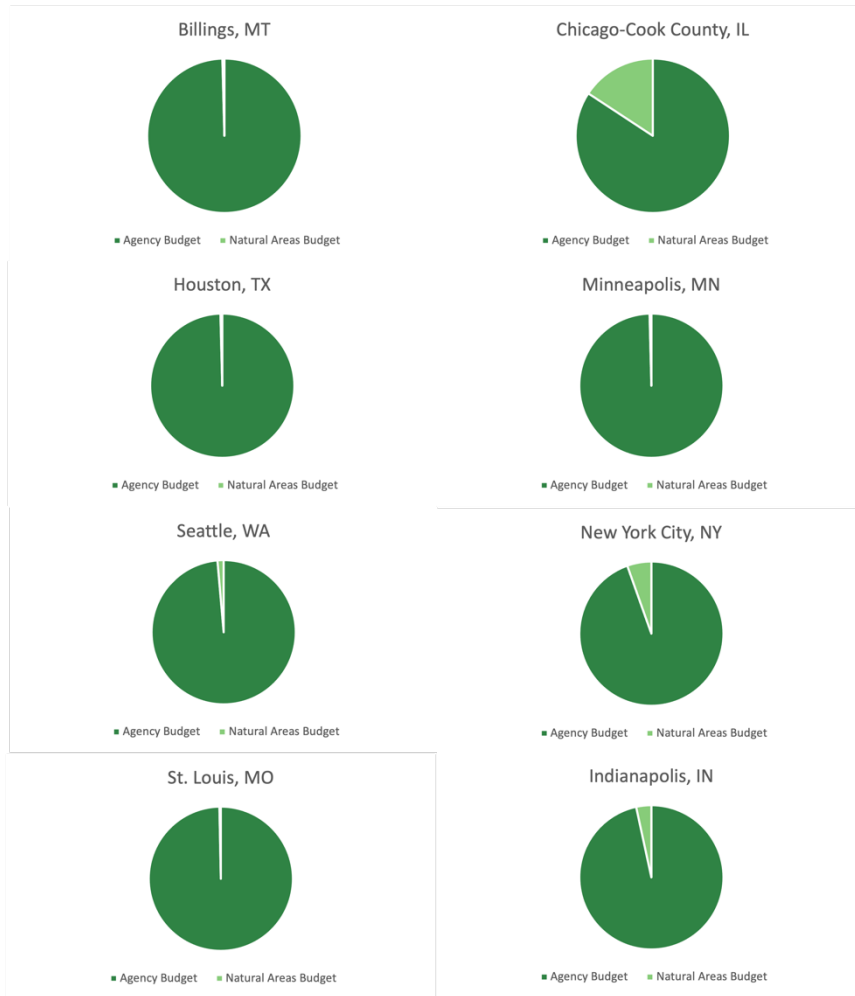 Billings, MT
Agency Budget Natural Areas Budget
Chicago-Cook County, IL
Agency Budget Natural Areas Budget
Houston, TX
Agency Budget Natural Areas Budget
Minneapolis, MN
Agency Budget Natural Areas Budget
Seattle, WA
Agency Budget Natural Areas Budget
New York City, NY
Agency Budget Natural Areas Budget
St. Louis, MO
Agency Budget Natural Areas Budget
Indianapolis, IN
Agency Budget Natural Areas Budget